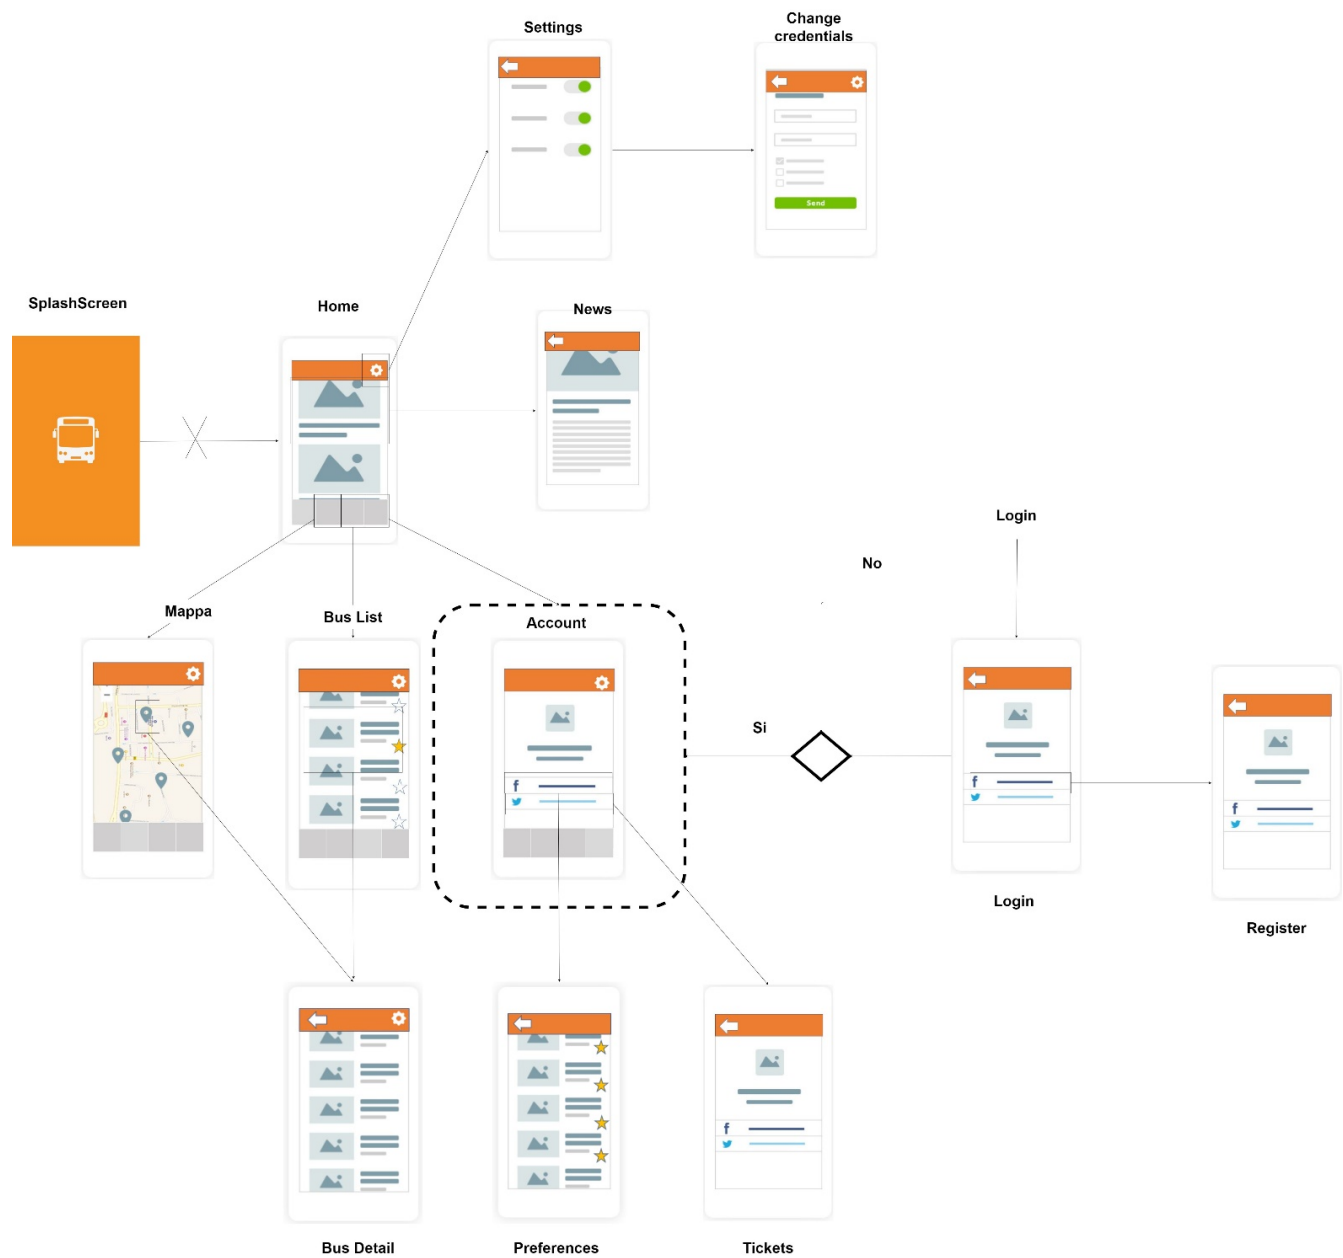 Settings
Change
credentials
Send
SplashScreen
Home
News
Login
No
Mappa
Bus List
Account
Si
Login
Register
Bus Detail
Preferences
Tickets